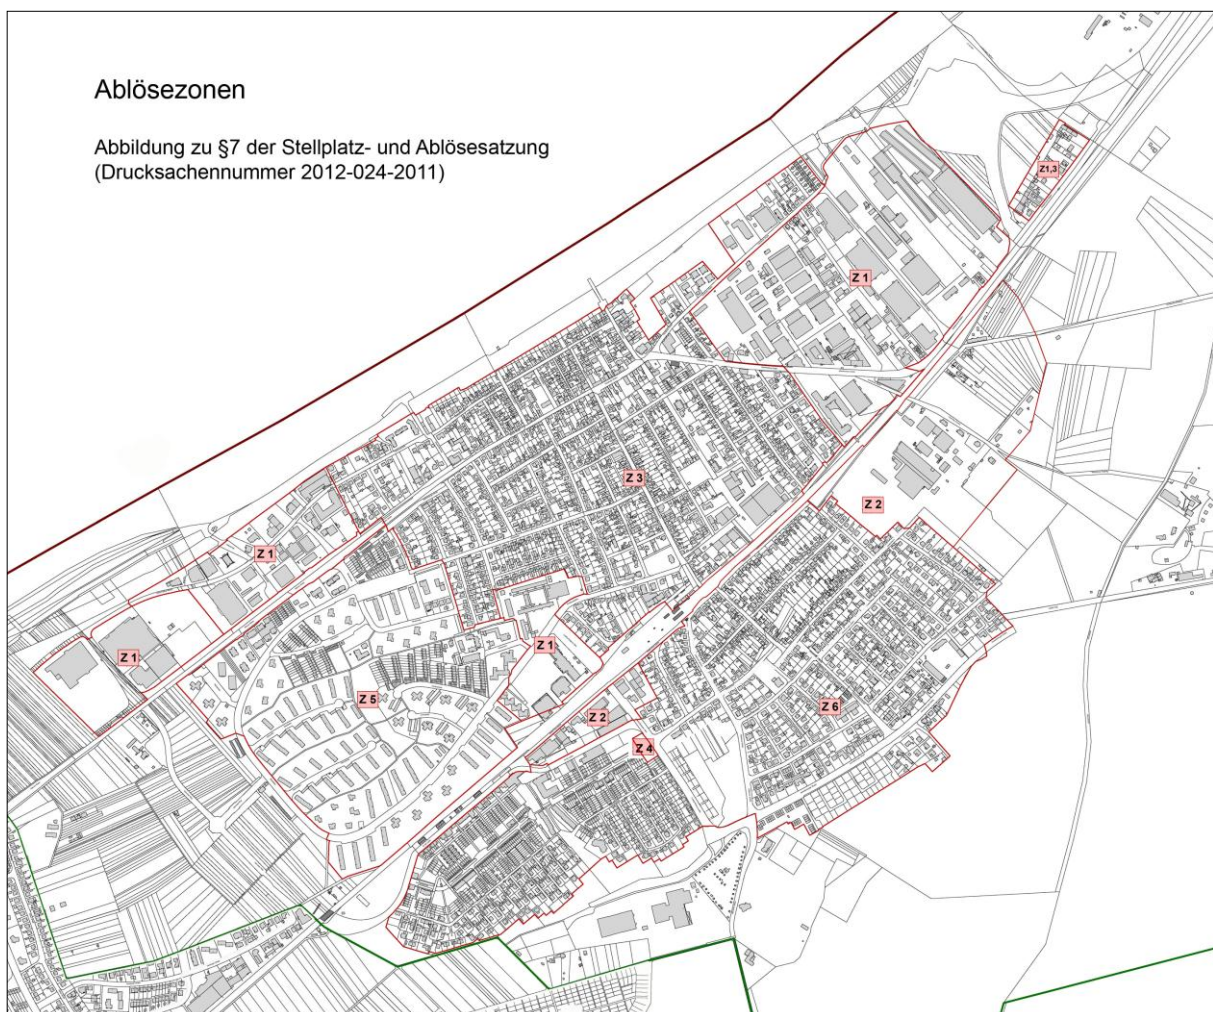 Ablösezonen
Abbildung zu §7 der Stellplatz- und Ablösesatzung
(Drucksachennummer 2012-024-2011)
Z1,3
Z 1
Z 3
Z 2
Z 1
Z 1
Z 1
Z 5
Z 2
Z 6
Z 4